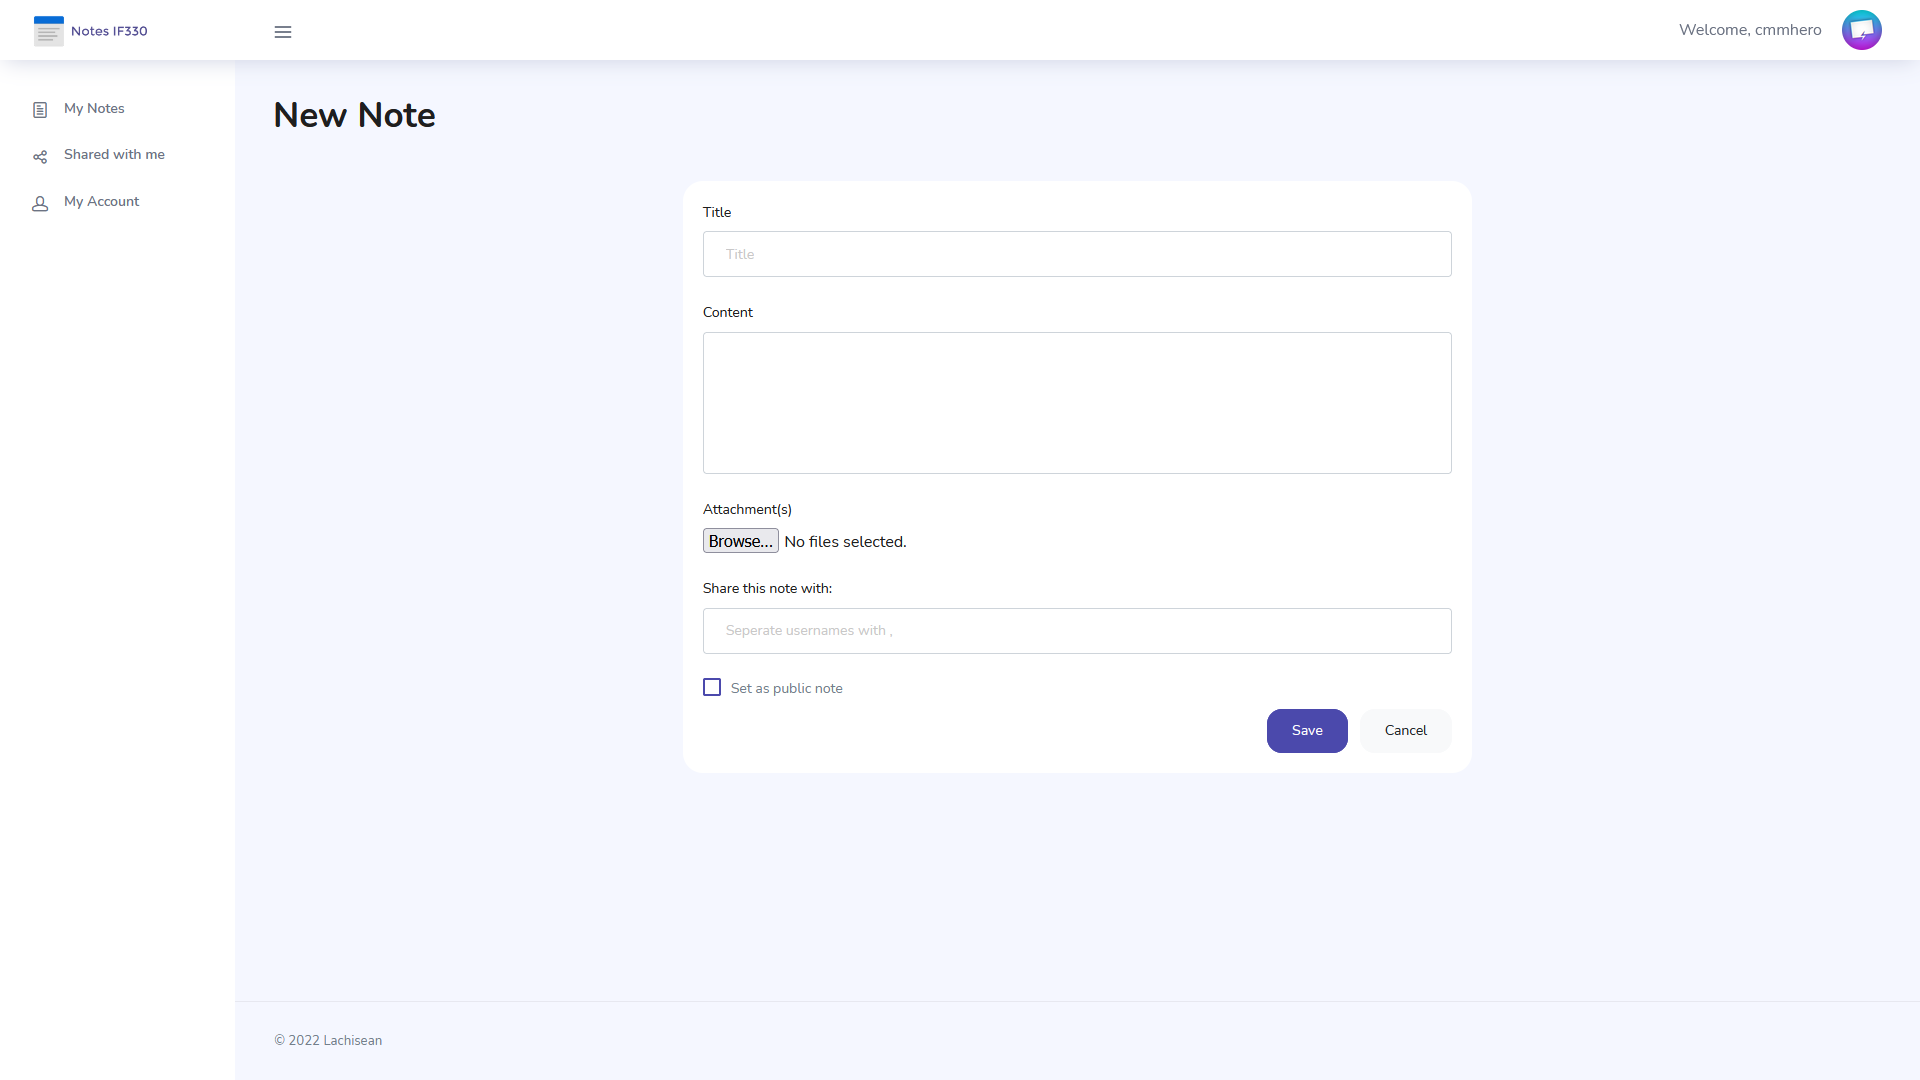 Notes IF330
Welcome, cmmhero
My Notes
Shared with me
My Account
New Note
Title
Title
Content
Attachment(s)
Browse... No files selected.
Share this note with:
Seperate usernames with ,
Set as public note
Save Cancel
© 2022 Lachisean